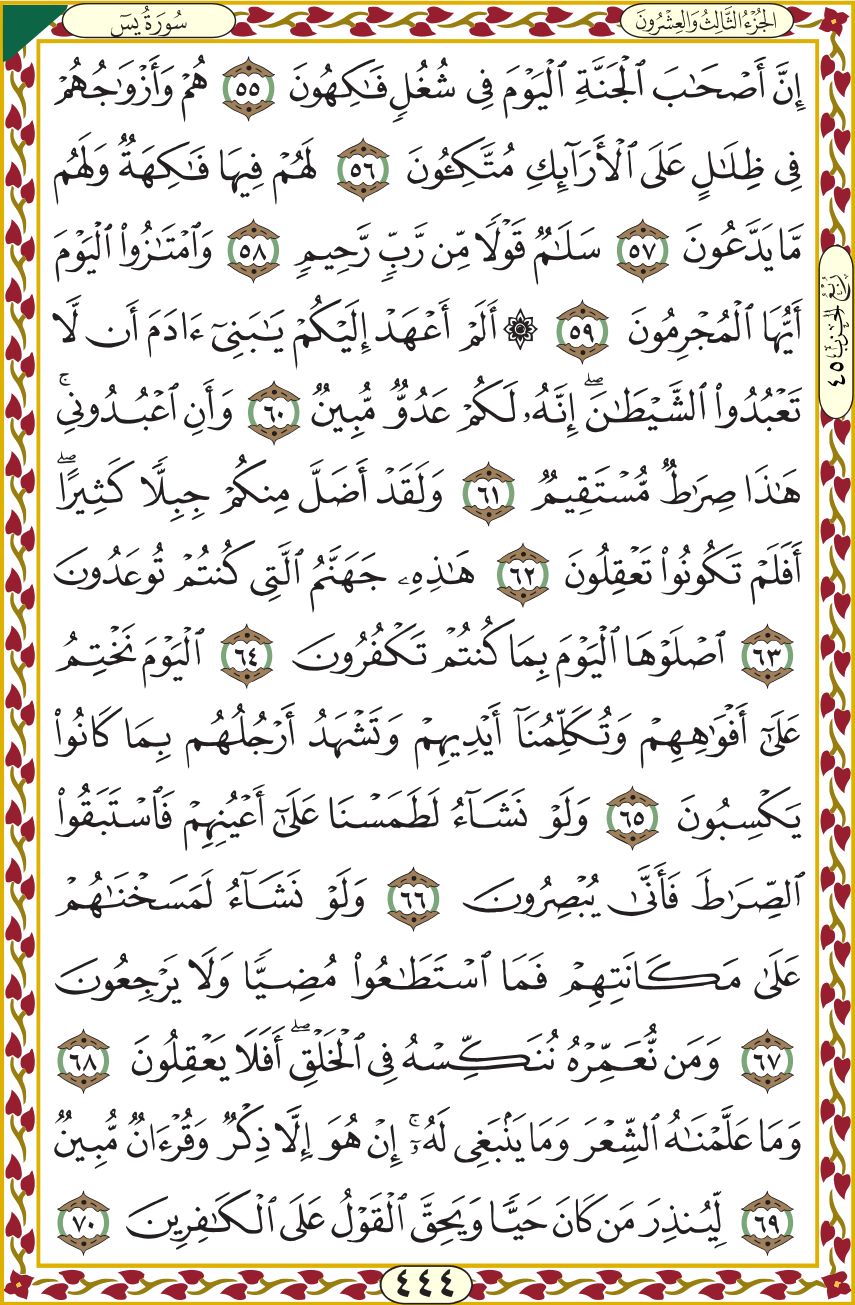 الجُزْءُ الثَّالِثُ وَالعِشْرُونَ
سُورَةُ يسٓ
إِنَّ أَصْحَٰبَ ٱلْجَنَّةِ ٱلْيَوْمَ فِى شُغُلٍۢ فَٰكِهُونَ ٥٥ هُمْ وَأَزْوَٰجُهُمْ
فِى ظِلَٰلٍ عَلَى ٱلْأَرَآئِكِ مُتَّكِـُٔونَ ٥٦ لَهُمْ فِيهَا فَٰكِهَةٌۭ وَلَهُم
مَّا يَدَّعُونَ ٥٧ سَلَٰمٌۭ قَوْلًۭا مِّن رَّبٍّۢ رَّحِيمٍۢ ٥٨ وَٱمْتَٰزُوا۟ ٱلْيَوْمَ
أَيُّهَا ٱلْمُجْرِمُونَ ٥٩ ۞ أَلَمْ أَعْهَدْ إِلَيْكُمْ يَٰبَنِىٓ ءَادَمَ أَن لَّا
تَعْبُدُوا۟ ٱلشَّيْطَٰنَ ۖ إِنَّهُۥ لَكُمْ عَدُوٌّۭ مُّبِينٌۭ ٦٠ وَأَنِ ٱعْبُدُونِى ۚ
هَٰذَا صِرَٰطٌۭ مُّسْتَقِيمٌۭ ٦١ وَلَقَدْ أَضَلَّ مِنكُمْ جِبِلًّۭا كَثِيرًا ۖ
أَفَلَمْ تَكُونُوا۟ تَعْقِلُونَ ٦٢ هَٰذِهِۦ جَهَنَّمُ ٱلَّتِى كُنتُمْ تُوعَدُونَ
٦٣ ٱصْلَوْهَا ٱلْيَوْمَ بِمَا كُنتُمْ تَكْفُرُونَ ٦٤ ٱلْيَوْمَ نَخْتِمُ
عَلَىٰٓ أَفْوَٰهِهِمْ وَتُكَلِّمُنَآ أَيْدِيهِمْ وَتَشْهَدُ أَرْجُلُهُم بِمَا كَانُوا۟
يَكْسِبُونَ ٦٥ وَلَوْ نَشَآءُ لَطَمَسْنَا عَلَىٰٓ أَعْيُنِهِمْ فَٱسْتَبَقُوا۟
ٱلصِّرَٰطَ فَأَنَّىٰ يُبْصِرُونَ ٦٦ وَلَوْ نَشَآءُ لَمَسَخْنَٰهُمْ
عَلَىٰ مَكَانَتِهِمْ فَمَا ٱسْتَطَٰعُوا۟ مُضِيًّۭا وَلَا يَرْجِعُونَ
٦٧ وَمَن نُّعَمِّرْهُ نُنَكِّسْهُ فِى ٱلْخَلْقِ ۖ أَفَلَا يَعْقِلُونَ ٦٨
وَمَا عَلَّمْنَٰهُ ٱلشِّعْرَ وَمَا يَنۢبَغِى لَهُۥٓ ۚ إِنْ هُوَ إِلَّا ذِكْرٌۭ وَقُرْءَانٌۭ مُّبِينٌۭ
٦٩ لِّيُنذِرَ مَن كَانَ حَيًّۭا وَيَحِقَّ ٱلْقَوْلُ عَلَى ٱلْكَٰفِرِينَ ٧٠
رُبْعُ الحِزْبِ ٤٥
٤٤٤